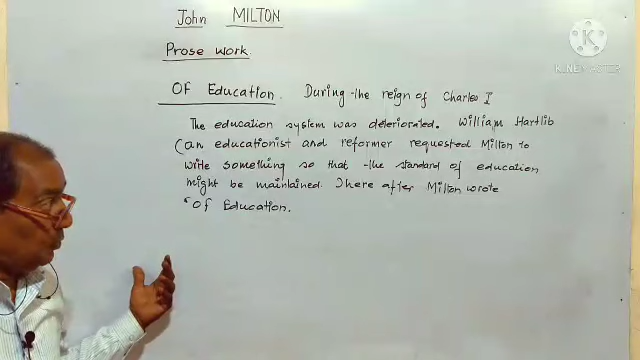 John MILTON
Prose work.
OF Education. During the reign of Charles I
The education system was deteriorated. William Hartlib
(an educationist and reformer requested Milton to
write something so that the standard of education
might be maintained. There after Milton wrote
'Of Education.
K
K.NEMASTER